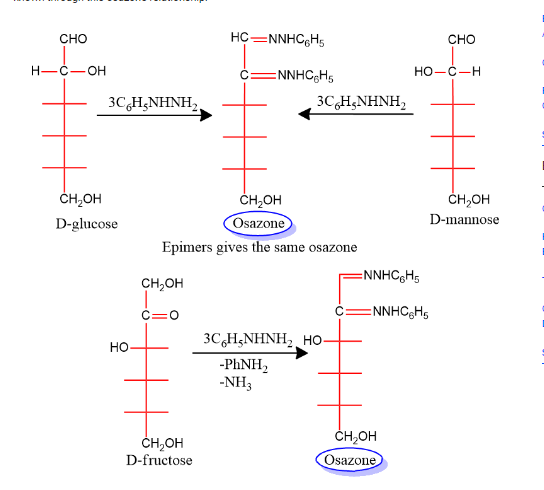 CHO
H C OH
3C6H5NHNH2
CH2OH
D-glucose
HC=NNHC6H5
C=NNHC6H5
CH2OH
Osazone
3C6H5NHNH2
CHO
HO C H
CH2OH
D-mannose
Epimers gives the same osazone
CH2OH
C=O
HO
CH2OH
D-fructose
3C6H5NHNH2
-PhNH2
-NH3
=NNHC6H5
C=NNHC6H5
HO
CH2OH
Osazone